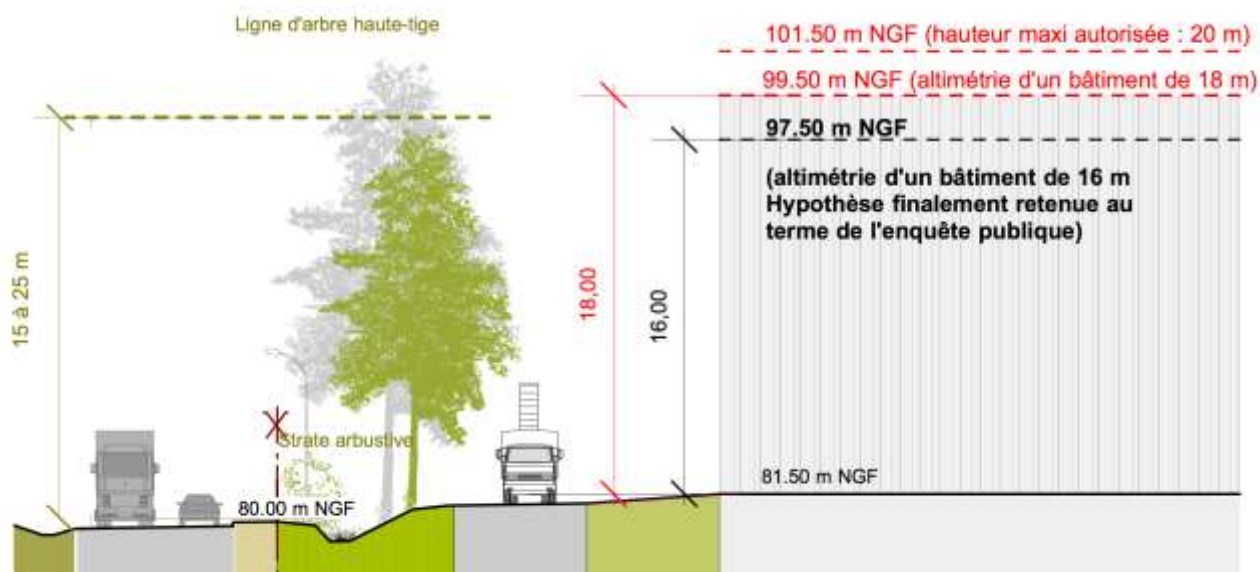 Ligne d'arbre haute-tige
101.50 m NGF (hauteur maxi autorisée : 20 m)
99.50 m NGF (altimétrie d'un bâtiment de 18 m)
97.50 m NGF
(altimétrie d'un bâtiment de 16 m
Hypothèse finalement retenue au
terme de l'enquête publique)
15 à 25 m
18,00
16,00
Strate arbustive
81.50 m NGF
80.00 m NGF